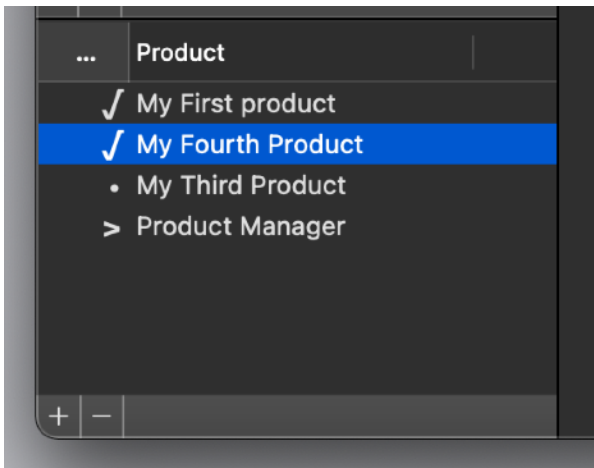 ... Product
√ My First product
√ My Fourth Product
• My Third Product
> Product Manager
+ −